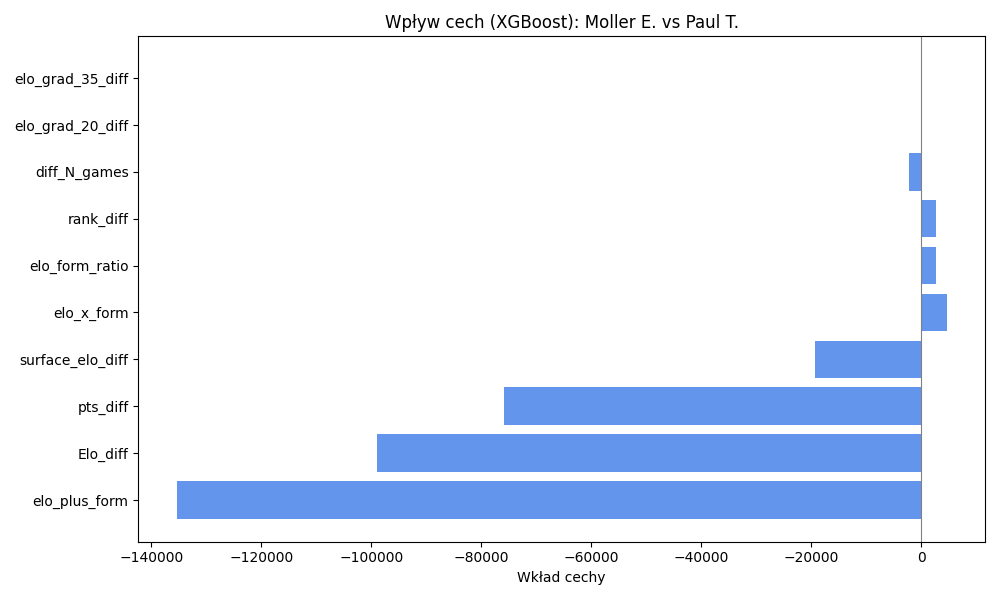 Wpływ cech (XGBoost): Moller E. vs Paul T.
elo_grad_35_diff
elo_grad_20_diff
diff_N_games
rank_diff
elo_form_ratio
elo_x_form
surface_elo_diff
pts_diff
Elo_diff
elo_plus_form
−140000 −120000 −100000 −80000 −60000 −40000 −20000 0
Wkład cechy